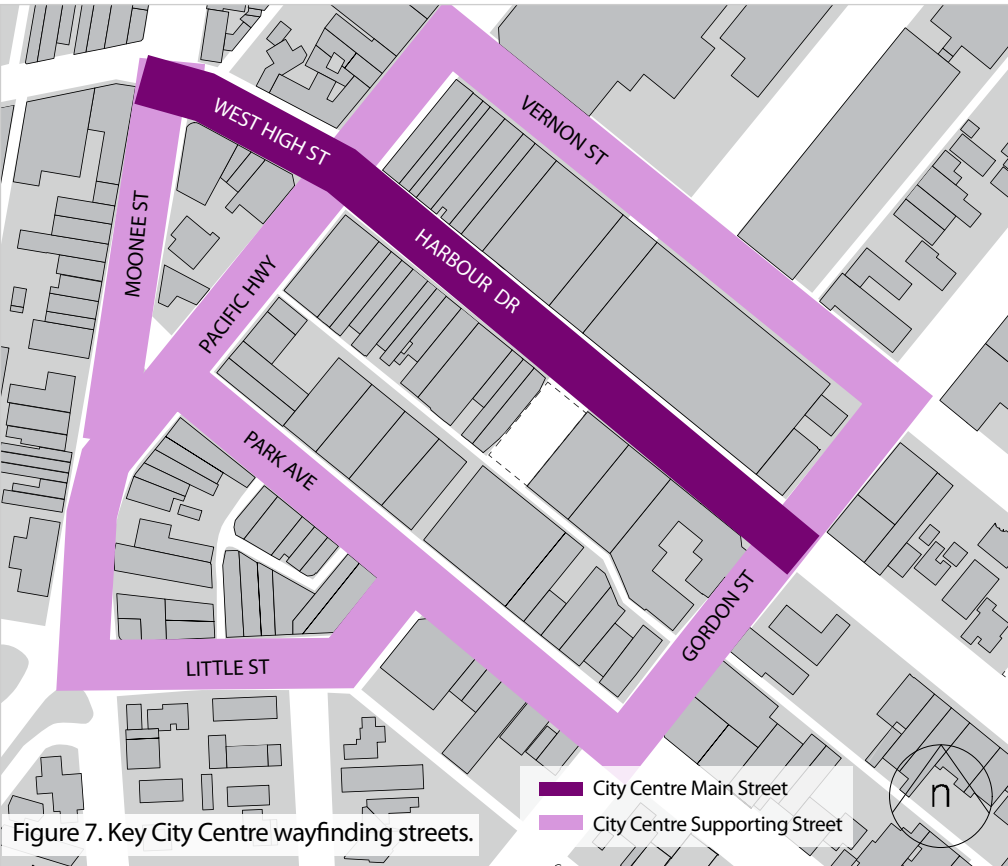 VERNON ST
WEST HIGH ST
MOONEE ST
HARBOUR DR
PACIFIC HWY
PARK AVE
GORDON ST
LITTLE ST
City Centre Main Street
City Centre Supporting Street
n
Figure 7. Key City Centre wayfinding streets.